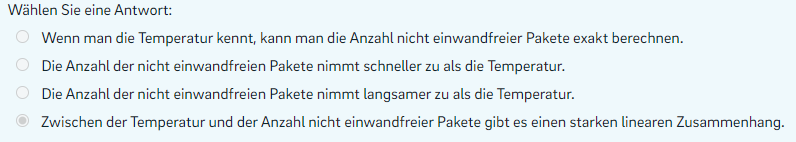 Wählen Sie eine Antwort:
Wenn man die Temperatur kennt, kann man die Anzahl nicht einwandfreier Pakete exakt berechnen.
Die Anzahl der nicht einwandfreien Pakete nimmt schneller zu als die Temperatur.
Die Anzahl der nicht einwandfreien Pakete nimmt langsamer zu als die Temperatur.
Zwischen der Temperatur und der Anzahl nicht einwandfreier Pakete gibt es einen starken linearen Zusammenhang.